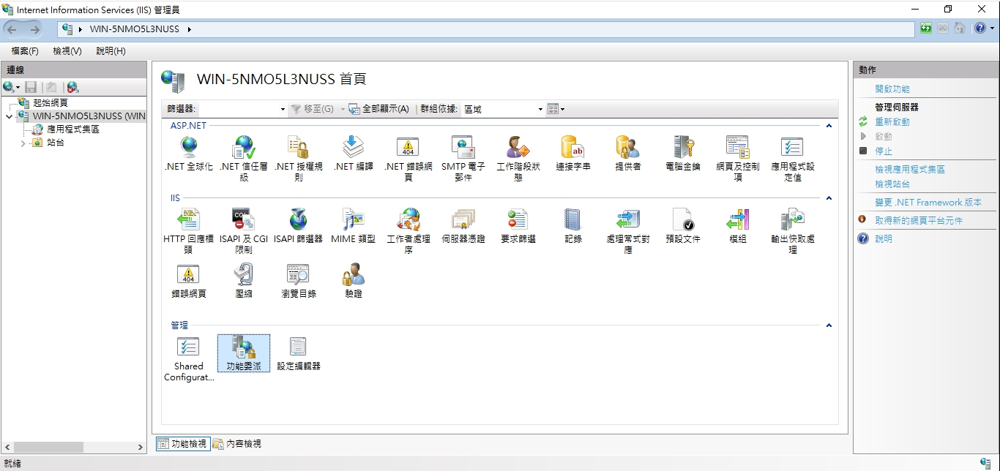 Internet Information Services (IIS) 管理員
WIN-5NMO5L3NUSS
檔案(F) 檢視(V) 說明(H)
連線
起始網頁
WIN-5NMO5L3NUSS (WIN
應用程式集區
站台
WIN-5NMO5L3NUSS 首頁
篩選器: 移至(G) 全部顯示(A) 群組依據: 區域
ASP.NET
.NET 全球化 .NET 信任層級 .NET 授權規則 .NET 編譯 .NET 錯誤網頁 SMTP 電子郵件 工作階段狀態 連接字串 提供者 電腦金鑰 網頁及控制項 應用程式設定值
IIS
HTTP 回應標頭 ISAPI 及 CGI 限制 ISAPI 篩選器 MIME 類型 工作者處理序 伺服器憑證 要求篩選 記錄 處理常式對應 預設文件 模組 輸出快取處理
404
錯誤網頁 壓縮 瀏覽目錄 驗證
管理
Shared Configurat... 功能委派 設定編輯器
功能檢視 內容檢視
動作
開啟功能
管理伺服器
重新啟動
啟動
停止
檢視應用程式集區
檢視站台
變更 .NET Framework 版本
取得新的網頁平台元件
說明
就緒